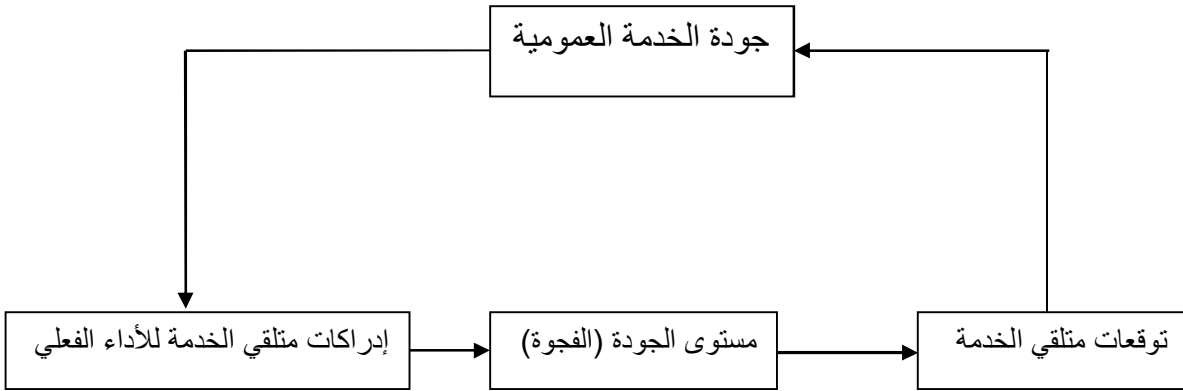 جودة الخدمة العمومية
توقعات متلقي الخدمة
مستوى الجودة (الفجوة)
إدراكات متلقي الخدمة للأداء الفعلي